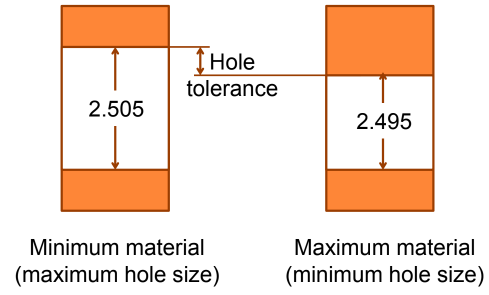 Hole
tolerance
2.505
2.495
Minimum material
(maximum hole size)
Maximum material
(minimum hole size)